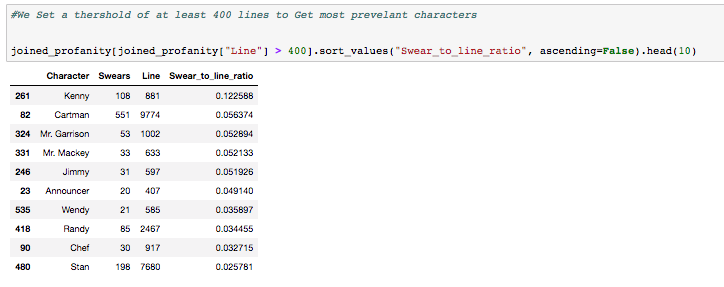 #We Set a thershold of at least 400 lines to Get most prevelant characters
joined_profanity[joined_profanity["Line"] > 400].sort_values("Swear_to_line_ratio", ascending=False).head(10)
Character Swears Line Swear_to_line_ratio
261 Kenny 108 881 0.122588
82 Cartman 551 9774 0.056374
324 Mr. Garrison 53 1002 0.052894
331 Mr. Mackey 33 633 0.052133
246 Jimmy 31 597 0.051926
23 Announcer 20 407 0.049140
535 Wendy 21 585 0.035897
418 Randy 85 2467 0.034455
90 Chef 30 917 0.032715
480 Stan 198 7680 0.025781